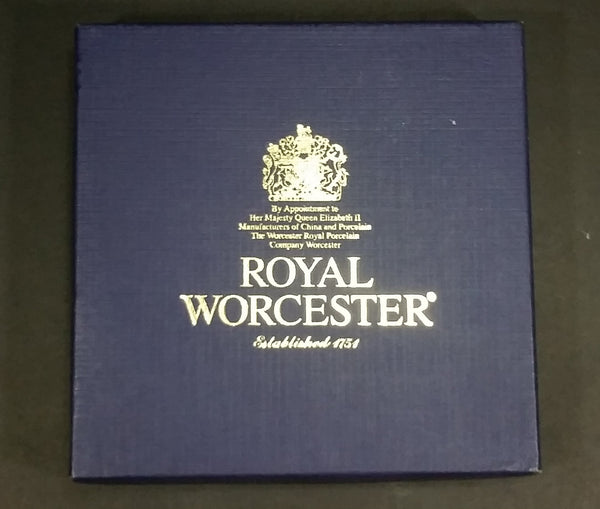 By Appointment to
Her Majesty Queen Elizabeth II
Manufacturers of China and Porcelain
The Worcester Royal Porcelain
Company Worcester
ROYAL
WORCESTER®
Established 1751